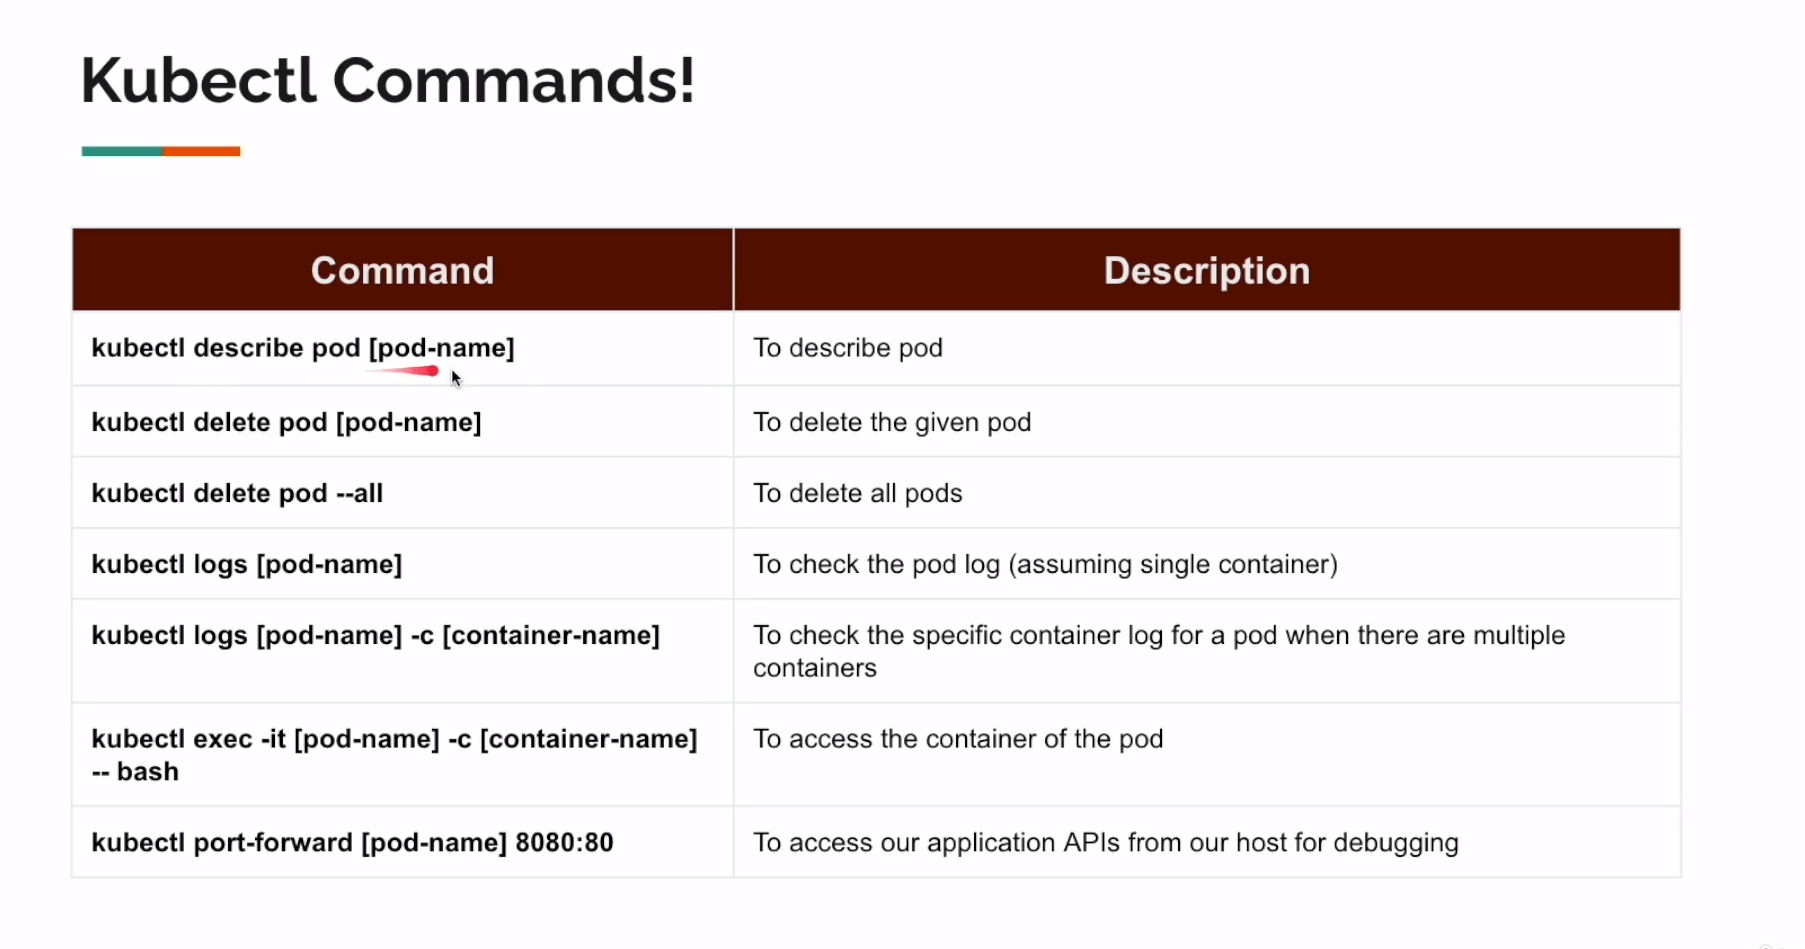 Kubectl Commands!
Command
Description
kubectl describe pod [pod-name]
To describe pod
kubectl delete pod [pod-name]
To delete the given pod
kubectl delete pod --all
To delete all pods
kubectl logs [pod-name]
To check the pod log (assuming single container)
kubectl logs [pod-name] -c [container-name]
To check the specific container log for a pod when there are multiple
containers
kubectl exec -it [pod-name] -c [container-name]
-- bash
To access the container of the pod
kubectl port-forward [pod-name] 8080:80
To access our application APIs from our host for debugging